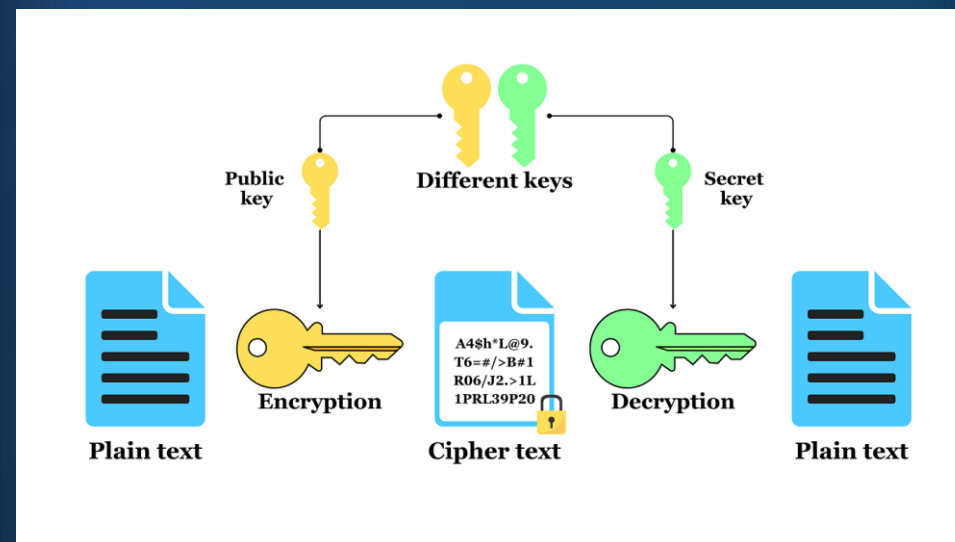 Different keys
Public
key
Secret
key
A4$h*L@9.
T6=#/>B#1
R06/J2.>1L
1PRL39P20
Encryption
Decryption
Plain text
Cipher text
Plain text